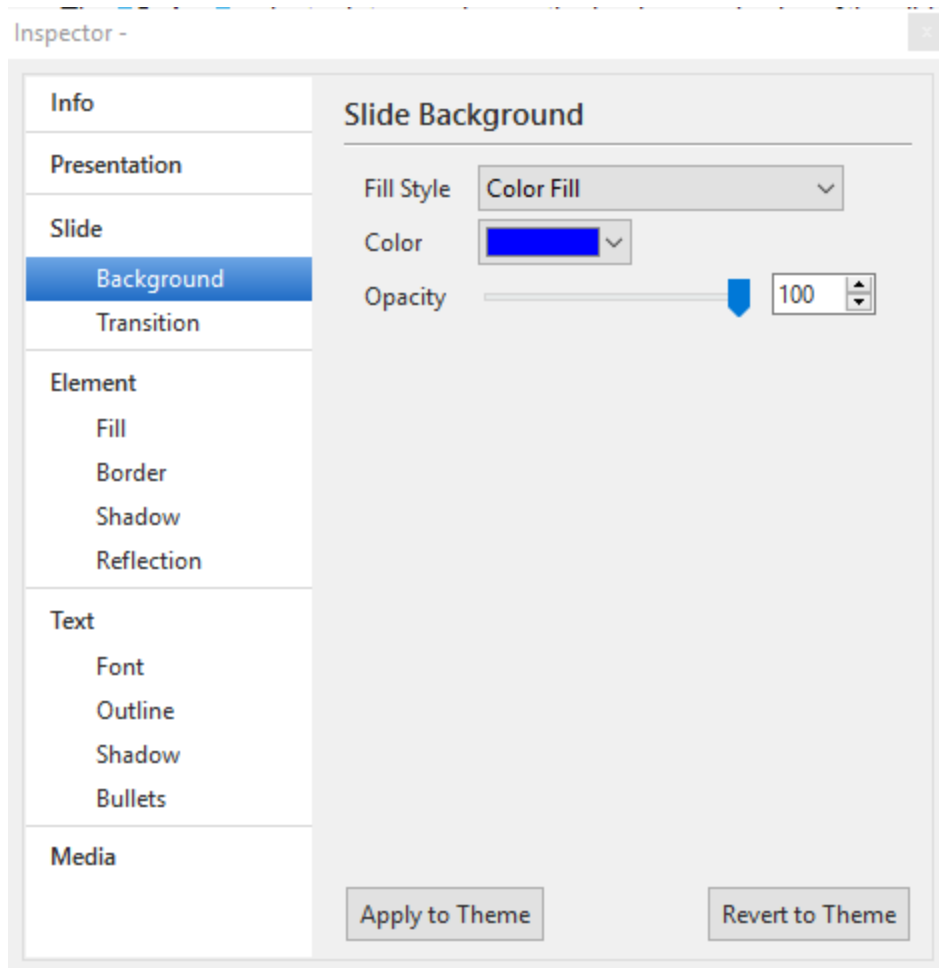 Inspector -
x
Info
Presentation
Slide
Background
Transition
Element
Fill
Border
Shadow
Reflection
Text
Font
Outline
Shadow
Bullets
Media
Slide Background
Fill Style Color Fill
Color
Opacity 100
Apply to Theme Revert to Theme